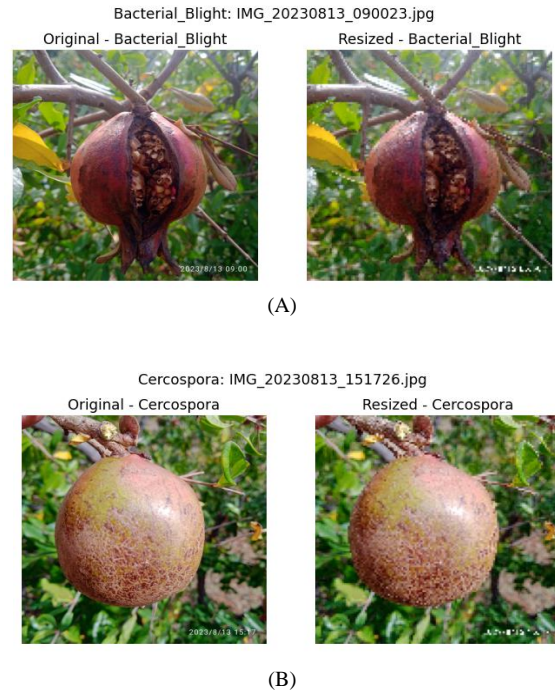 Bacterial_Blight: IMG_20230813_090023.jpg
Original - Bacterial_Blight
Resized - Bacterial_Blight
2023/8/13 09:00
(A)
Cercospora: IMG_20230813_151726.jpg
Original - Cercospora
Resized - Cercospora
2023/8/13 15:17
(B)